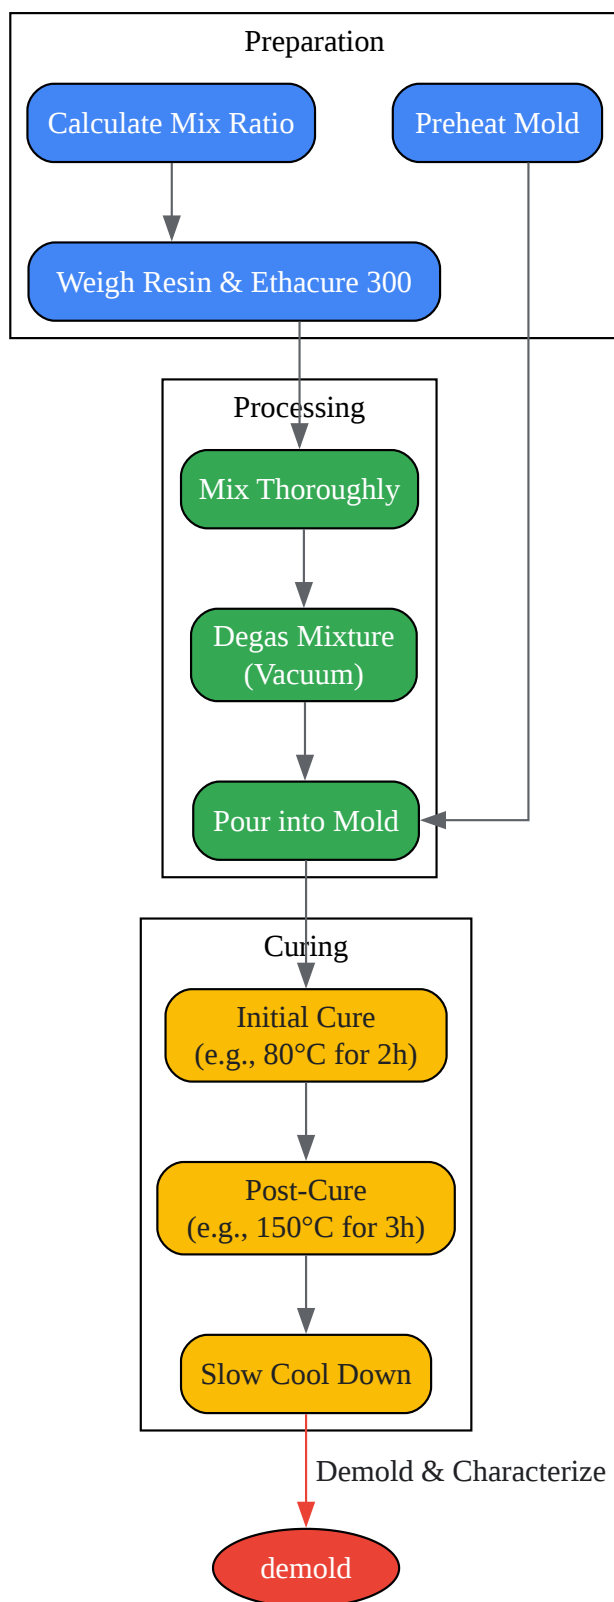 Preparation
Calculate Mix Ratio
Preheat Mold
Weigh Resin & Ethacure 300
Processing
Mix Thoroughly
Degas Mixture
(Vacuum)
Pour into Mold
Curing
Initial Cure
(e.g., 80°C for 2h)
Post-Cure
(e.g., 150°C for 3h)
Slow Cool Down
Demold & Characterize
demold